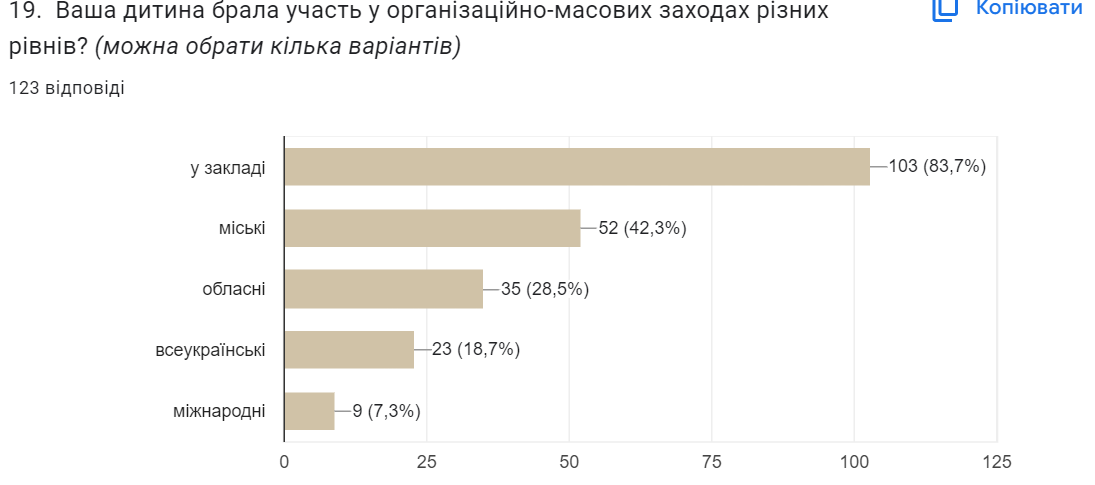 19. Ваша дитина брала участь у організаційно-масових заходах різних
рівнів? (можна обрати кілька варіантів)
Копіювати
123 відповіді
у закладі
103 (83,7%)
міські
52 (42,3%)
обласні
35 (28,5%)
всеукраїнські
23 (18,7%)
міжнародні
9 (7,3%)
0 25 50 75 100 125